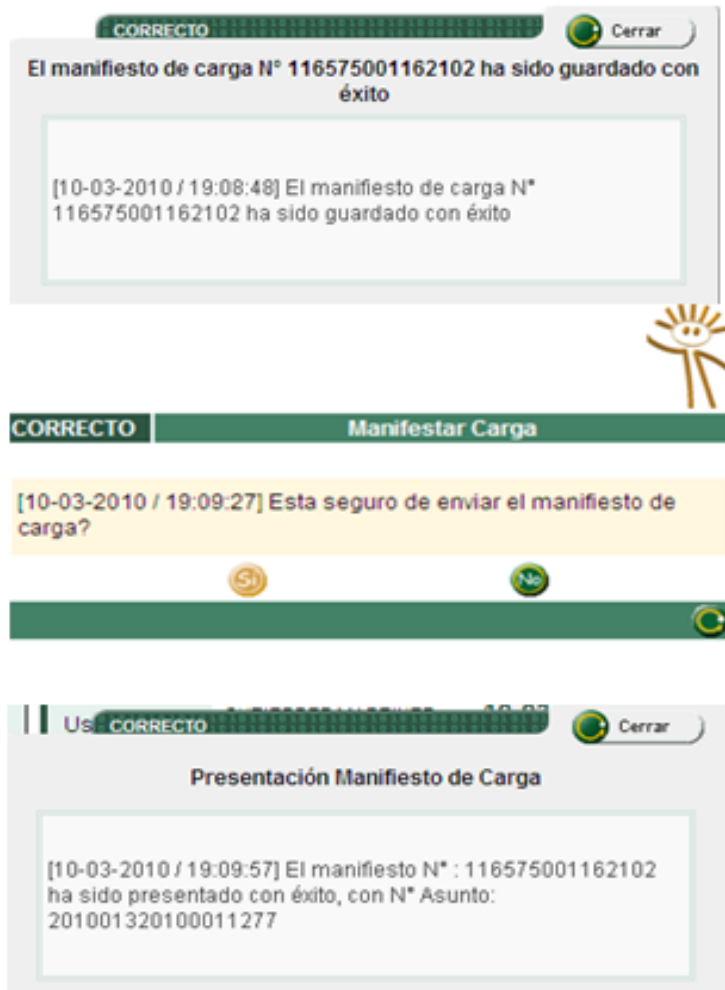 CORRECTO
Cerrar
El manifiesto de carga N° 116575001162102 ha sido guardado con
éxito
[10-03-2010 / 19:08:48] El manifiesto de carga N°
116575001162102 ha sido guardado con éxito
CORRECTO Manifestar Carga
[10-03-2010 / 19:09:27] Esta seguro de enviar el manifiesto de
carga?
Si No
Us
CORRECTO
Cerrar
Presentación Manifiesto de Carga
[10-03-2010 / 19:09:57] El manifiesto N° : 116575001162102
ha sido presentado con éxito, con N° Asunto:
201001320100011277